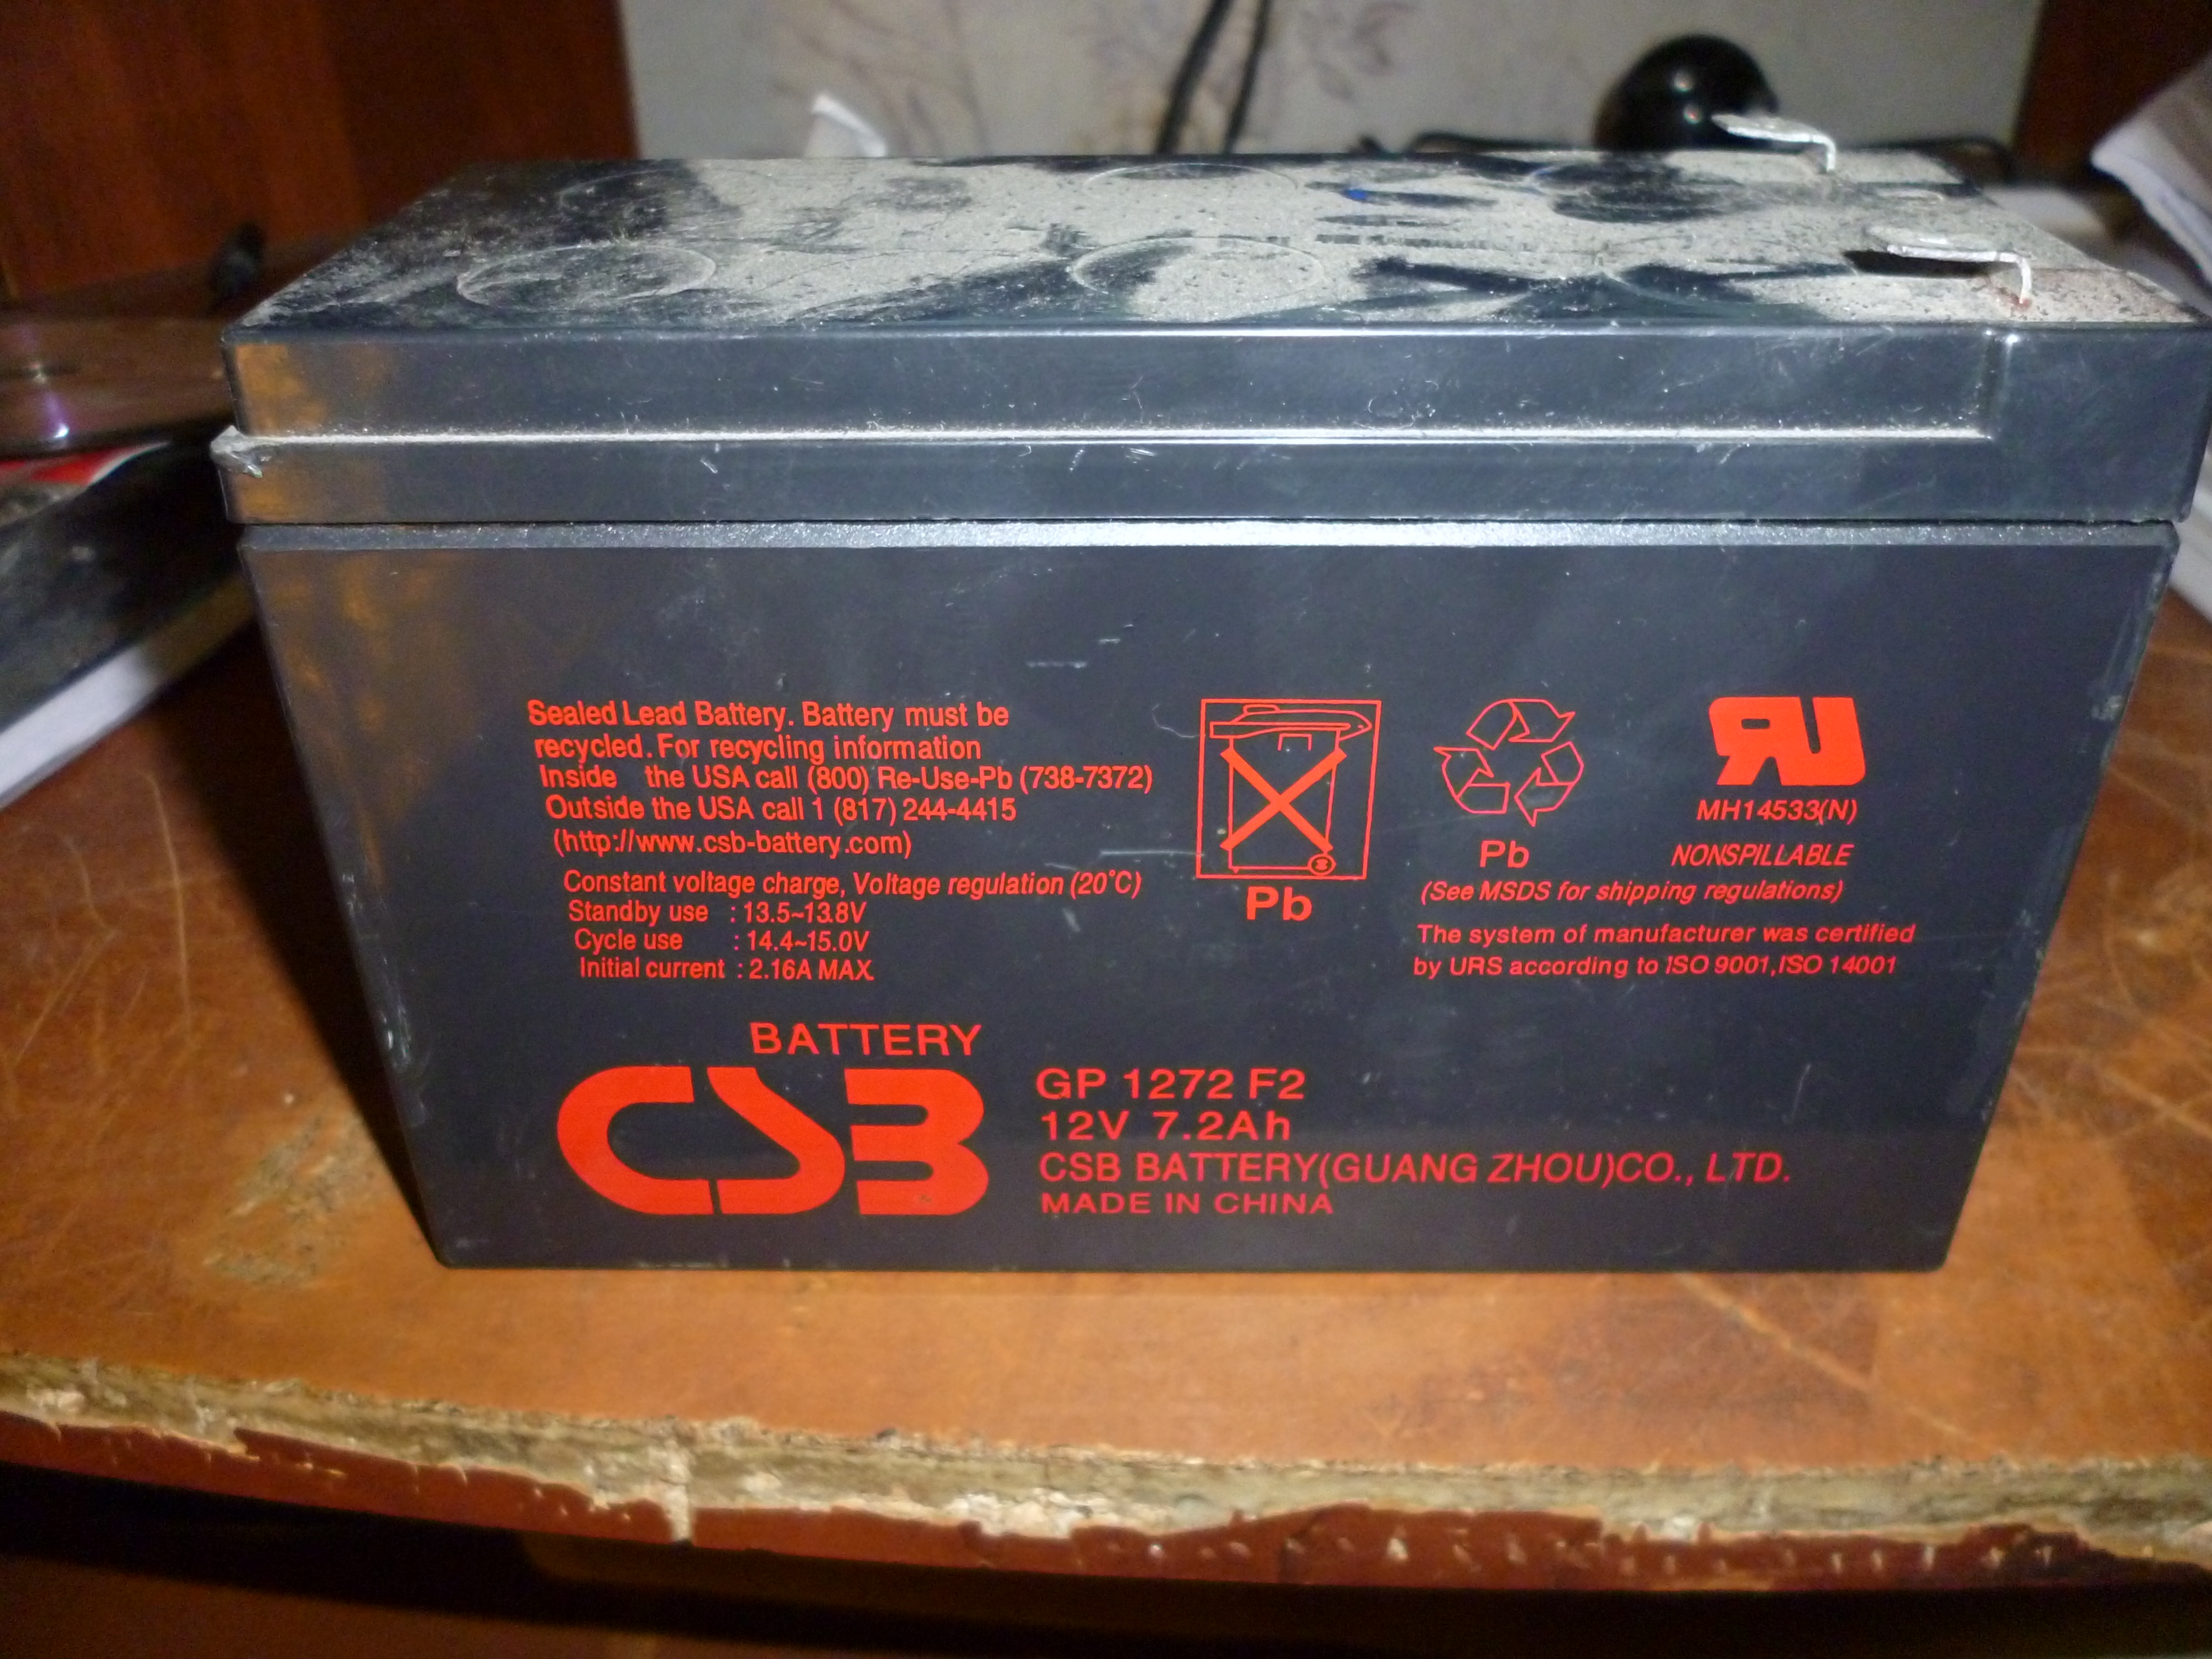 Sealed Lead Battery. Battery must be
recycled. For recycling information
Inside the USA call (800) Re-Use-Pb (738-7372)
Outside the USA call 1 (817) 244-4415
(http://www.csb-battery.com)
Constant voltage charge, Voltage regulation (20°C)
Standby use : 13.5~13.8V
Cycle use : 14.4~15.0V
Initial current : 2.16A MAX.
Pb
Pb
RU
MH14533(N)
NONSPILLABLE
(See MSDS for shipping regulations)
The system of manufacturer was certified
by URS according to ISO 9001,ISO 14001
BATTERY
CSB
GP 1272 F2
12V 7.2Ah
CSB BATTERY(GUANG ZHOU)CO., LTD.
MADE IN CHINA